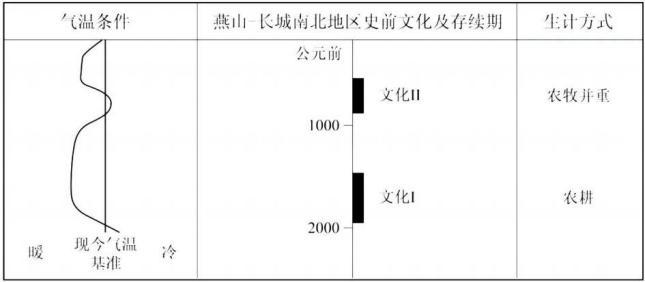 气温条件
燕山-长城南北地区史前文化及存续期
生计方式
公元前
文化II
农牧并重
1000
文化I
农耕
2000
暖
现今气温
基准
冷